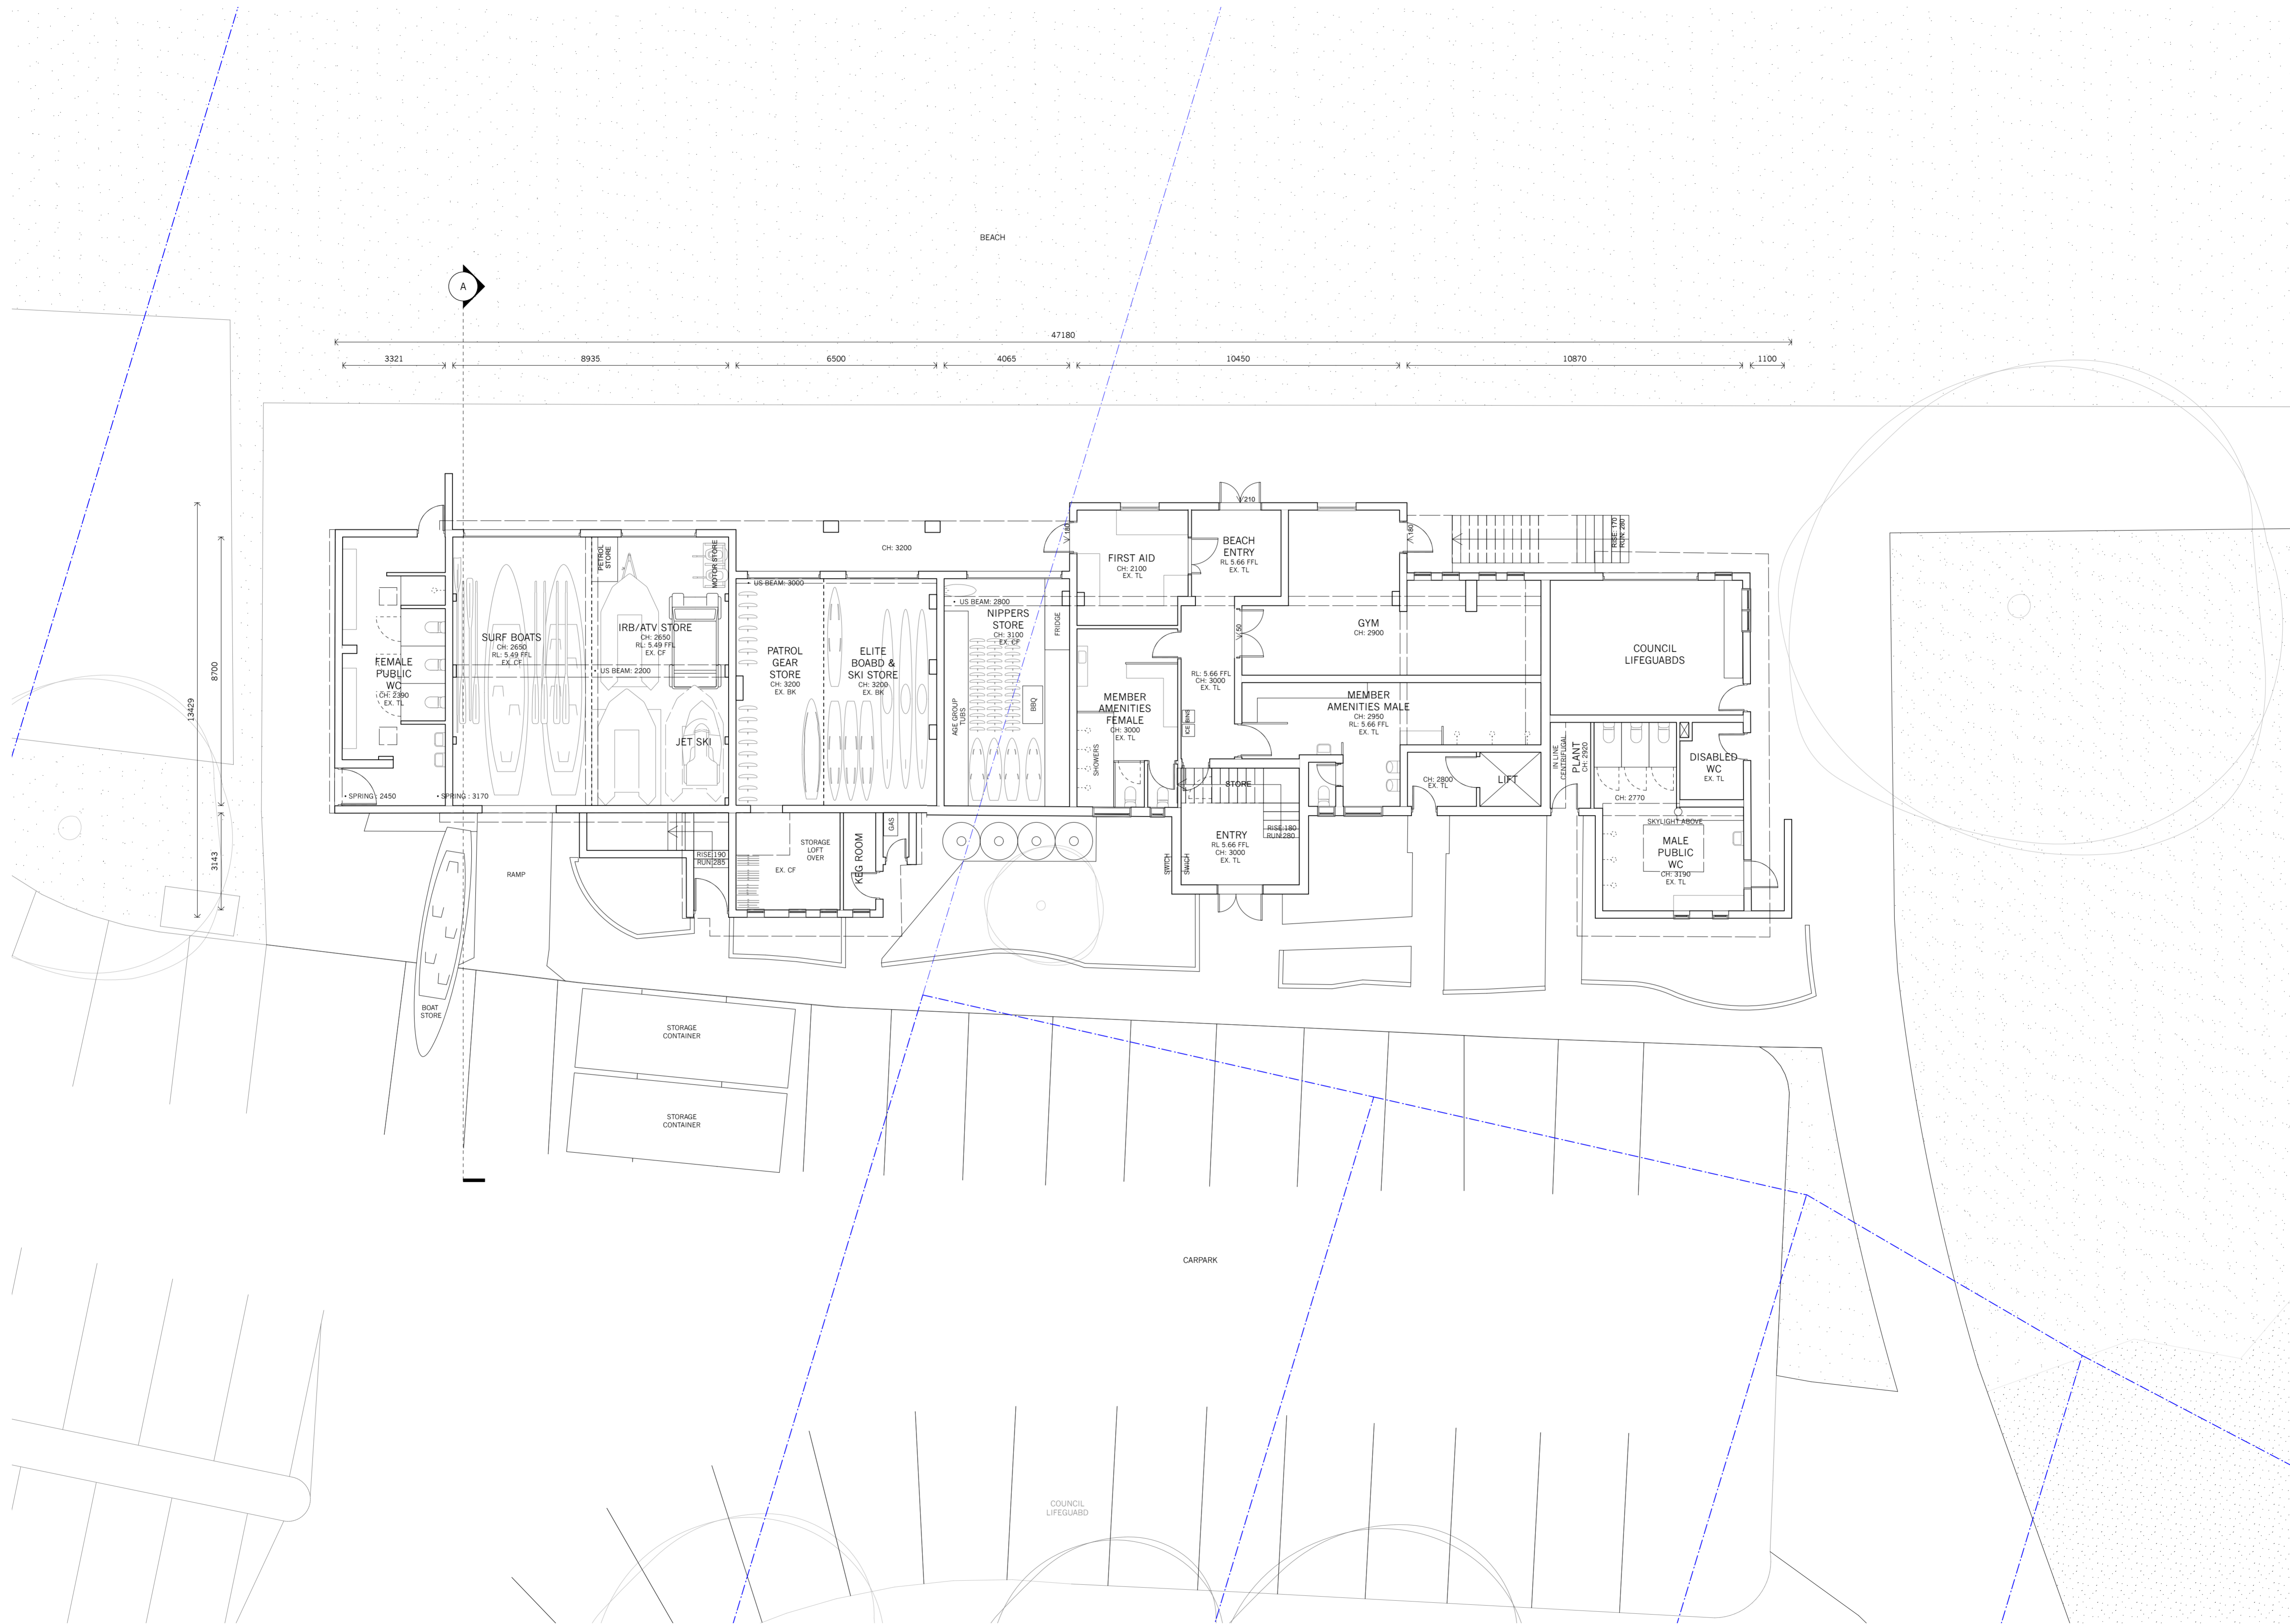 BEACH
A
47180
3321
8935
6500
4065
10450
10870
1100
13429
8700
3143
210
180
180
RISE: 170
RUN: 280
CH: 3200
PETROL
STORE
MOTOR STORE
US BEAM: 3000
US BEAM: 2800
FIRST AID
CH: 2100
EX. TL
BEACH
ENTRY
RL 5.66 FFL
EX. TL
SURF BOATS
CH: 2650
RL: 5.49 FFL
EX. CF
IRB/ATV STORE
CH: 2650
RL: 5.49 FFL
EX. CF
US BEAM: 2200
NIPPERS
STORE
CH: 3100
EX. CF
FRIDGE
50
GYM
CH: 2900
FEMALE
PUBLIC
WC
CH: 2390
EX. TL
PATROL
GEAR
STORE
CH: 3200
EX. BK
ELITE
BOABD &
SKI STORE
CH: 3200
EX. BK
COUNCIL
LIFEGUABDS
RL: 5.66 FFL
CH: 3000
EX. TL
MEMBER
AMENITIES
FEMALE
CH: 3000
EX. TL
MEMBER
AMENITIES MALE
CH: 2950
RL: 5.66 FFL
EX. TL
AGE GROUP
TUBS
BBQ
ICE BINS
JET SKI
SHOWERS
IN LINE
CENTRIFUGAL
PLANT
CH: 2920
DISABLED
WC
EX. TL
STORE
CH: 2800
EX. TL
LIFT
SPRING : 2450
SPRING : 3170
CH: 2770
SKYLIGHT ABOVE
RISE:190
RUN:285
STORAGE
LOFT
OVER
EX. CF
KEG ROOM
GAS
ENTRY
RL 5.66 FFL
CH: 3000
EX. TL
RISE:180
RUN:280
SWICH
SWICH
MALE
PUBLIC
WC
CH: 3190
EX. TL
RAMP
BOAT
STORE
STORAGE
CONTAINER
STORAGE
CONTAINER
CARPARK
COUNCIL
LIFEGUABD